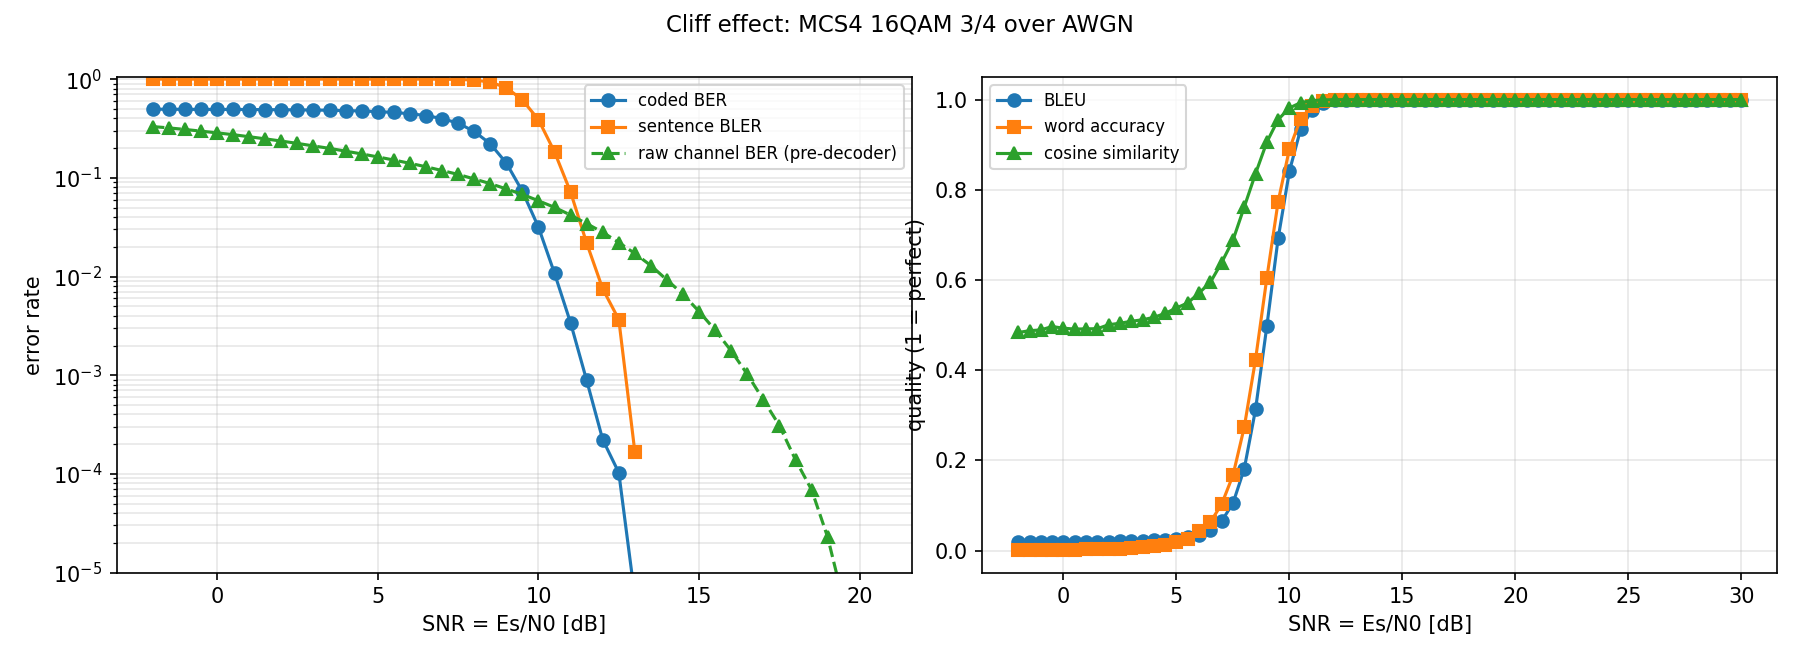 Cliff effect: MCS4 16QAM 3/4 over AWGN
error rate
10^0
10^-1
10^-2
10^-3
10^-4
10^-5
coded BER
sentence BLER
raw channel BER (pre-decoder)
0 5 10 15 20
SNR = Es/N0 [dB]
quality (1 = perfect)
1.0
0.8
0.6
0.4
0.2
0.0
BLEU
word accuracy
cosine similarity
0 5 10 15 20 25 30
SNR = Es/N0 [dB]